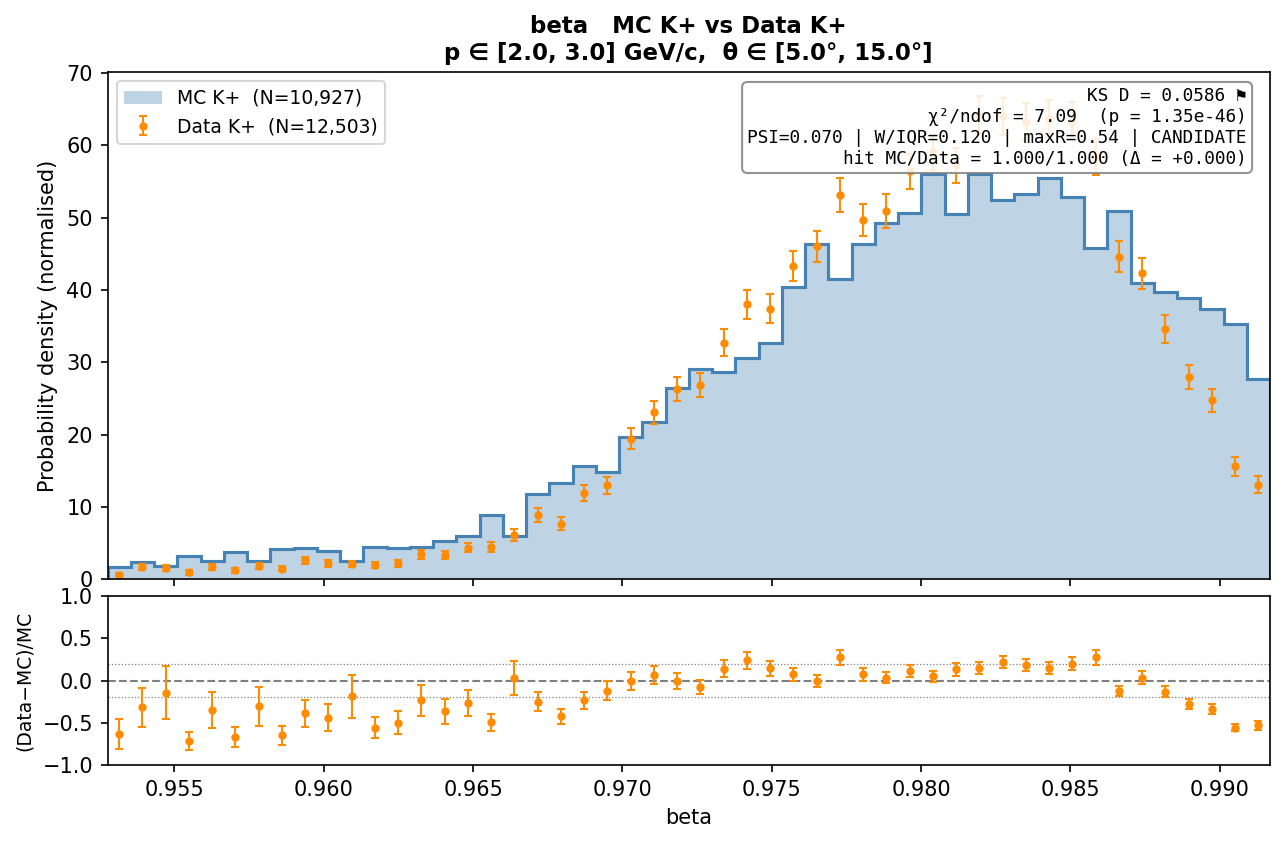 beta   MC K+ vs Data K+
p ∈ [2.0, 3.0] GeV/c,  θ ∈ [5.0°, 15.0°]
MC K+  (N=10,927)
Data K+  (N=12,503)
KS D = 0.0586 ⚑
χ²/ndof = 7.09  (p = 1.35e-46)
PSI=0.070 | W/IQR=0.120 | maxR=0.54 | CANDIDATE
hit MC/Data = 1.000/1.000 (Δ = +0.000)
Probability density (normalised)
70
60
50
40
30
20
10
0
(Data−MC)/MC
1.0
0.5
0.0
−0.5
−1.0
0.955
0.960
0.965
0.970
0.975
0.980
0.985
0.990
beta